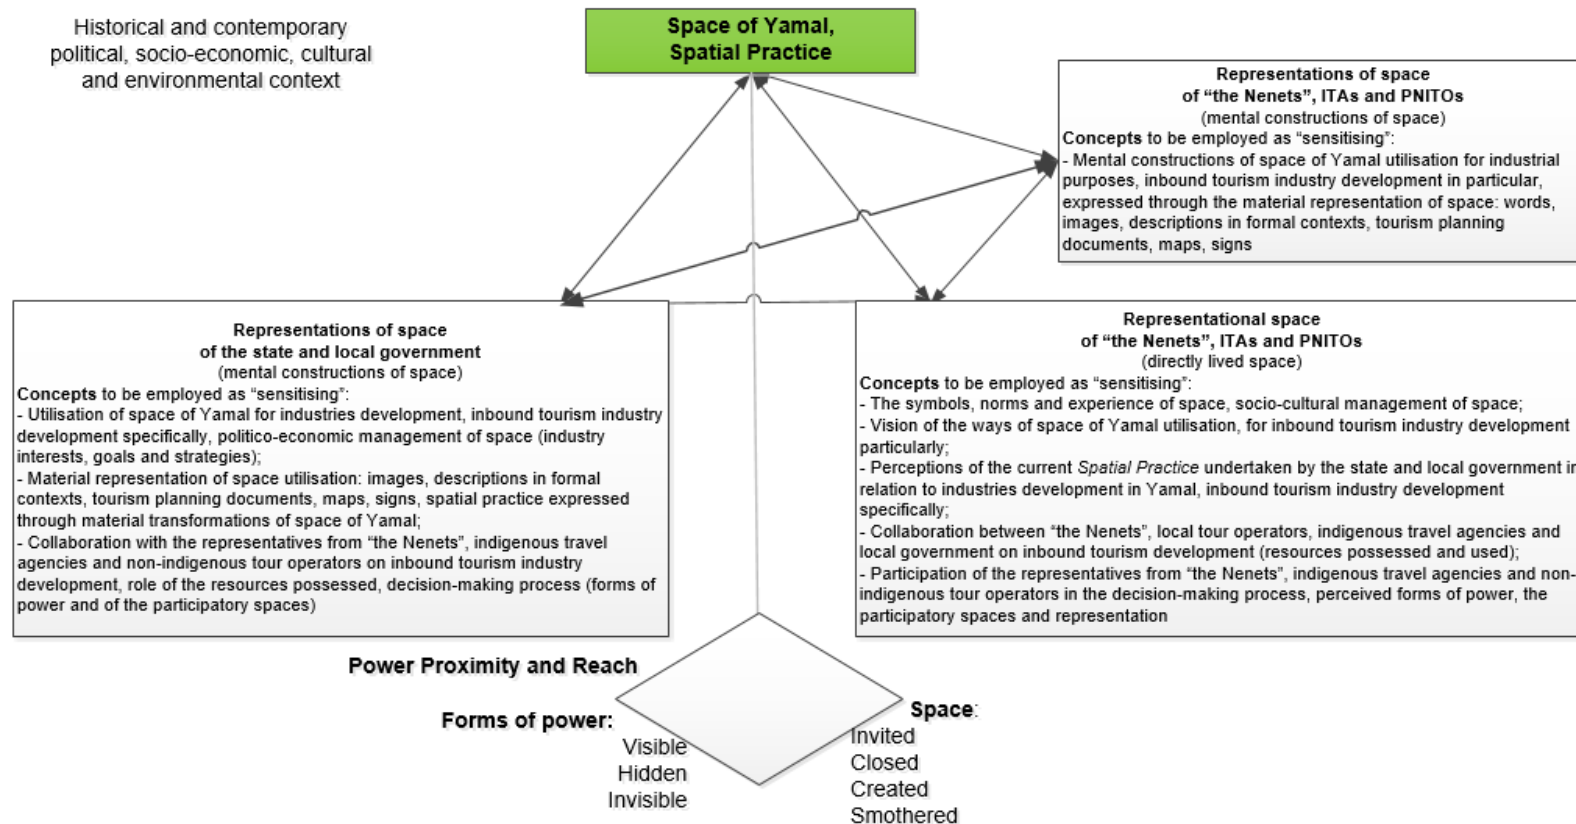 Historical and contemporary
political, socio-economic, cultural
and environmental context
Space of Yamal,
Spatial Practice
Representations of space
of “the Nenets”, ITAs and PNITOs
(mental constructions of space)
Concepts to be employed as “sensitising”:
- Mental constructions of space of Yamal utilisation for industrial
purposes, inbound tourism industry development in particular,
expressed through the material representation of space: words,
images, descriptions in formal contexts, tourism planning
documents, maps, signs
Representations of space
of the state and local government
(mental constructions of space)
Concepts to be employed as “sensitising”:
- Utilisation of space of Yamal for industries development, inbound tourism industry
development specifically, politico-economic management of space (industry
interests, goals and strategies);
- Material representation of space utilisation: images, descriptions in formal
contexts, tourism planning documents, maps, signs, spatial practice expressed
through material transformations of space of Yamal;
- Collaboration with the representatives from “the Nenets”, indigenous travel
agencies and non-indigenous tour operators on inbound tourism industry
development, role of the resources possessed, decision-making process (forms of
power and of the participatory spaces)
Representational space
of “the Nenets”, ITAs and PNITOs
(directly lived space)
Concepts to be employed as “sensitising”:
- The symbols, norms and experience of space, socio-cultural management of space;
- Vision of the ways of space of Yamal utilisation, for inbound tourism industry development
particularly;
- Perceptions of the current Spatial Practice undertaken by the state and local government in
relation to industries development in Yamal, inbound tourism industry development
specifically;
- Collaboration between “the Nenets”, local tour operators, indigenous travel agencies and
local government on inbound tourism development (resources possessed and used);
- Participation of the representatives from “the Nenets”, indigenous travel agencies and non-
indigenous tour operators in the decision-making process, perceived forms of power, the
participatory spaces and representation
Power Proximity and Reach
Forms of power:
Visible
Hidden
Invisible
Space:
Invited
Closed
Created
Smothered